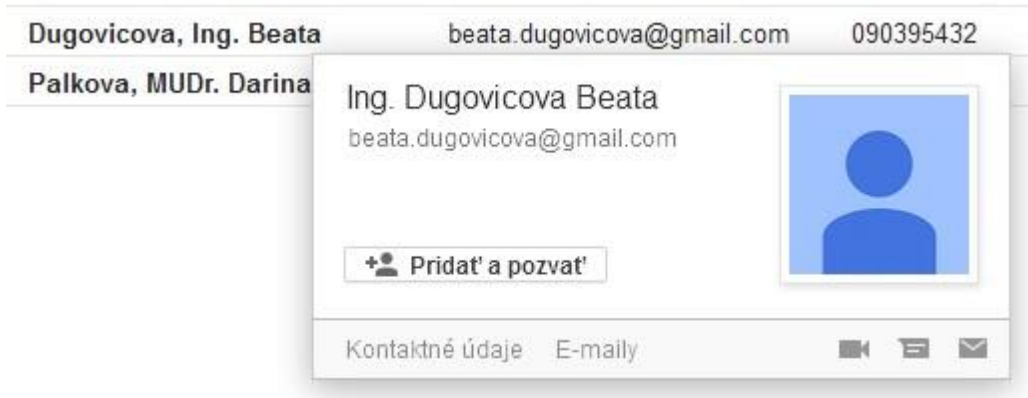 Dugovicova, Ing. Beata beata.dugovicova@gmail.com 090395432
Palkova, MUDr. Darina
Ing. Dugovicova Beata
beata.dugovicova@gmail.com
Pridať a pozvať
Kontaktné údaje E-maily